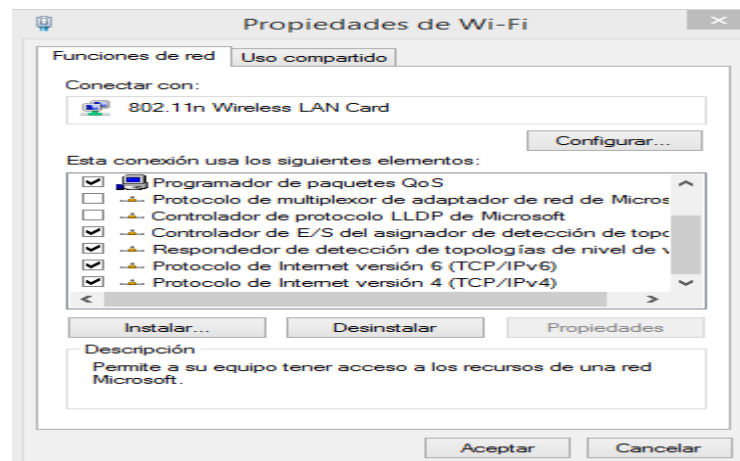 Propiedades de Wi-Fi
Funciones de red
Uso compartido
Conectar con:
802.11n Wireless LAN Card
Configurar...
Esta conexión usa los siguientes elementos:
Programador de paquetes QoS
Protocolo de multiplexor de adaptador de red de Micros
Controlador de protocolo LLDP de Microsoft
Controlador de E/S del asignador de detección de topo
Respondedor de detección de topologías de nivel de v
Protocolo de Internet versión 6 (TCP/IPv6)
Protocolo de Internet versión 4 (TCP/IPv4)
Instalar...
Desinstalar
Propiedades
Descripción
Permite a su equipo tener acceso a los recursos de una red
Microsoft.
Aceptar
Cancelar